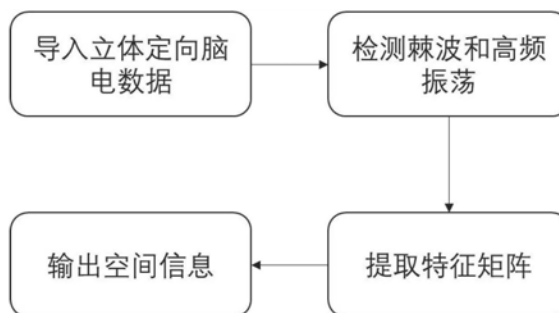 导入立体定向脑
电数据
检测棘波和高频
振荡
提取特征矩阵
输出空间信息